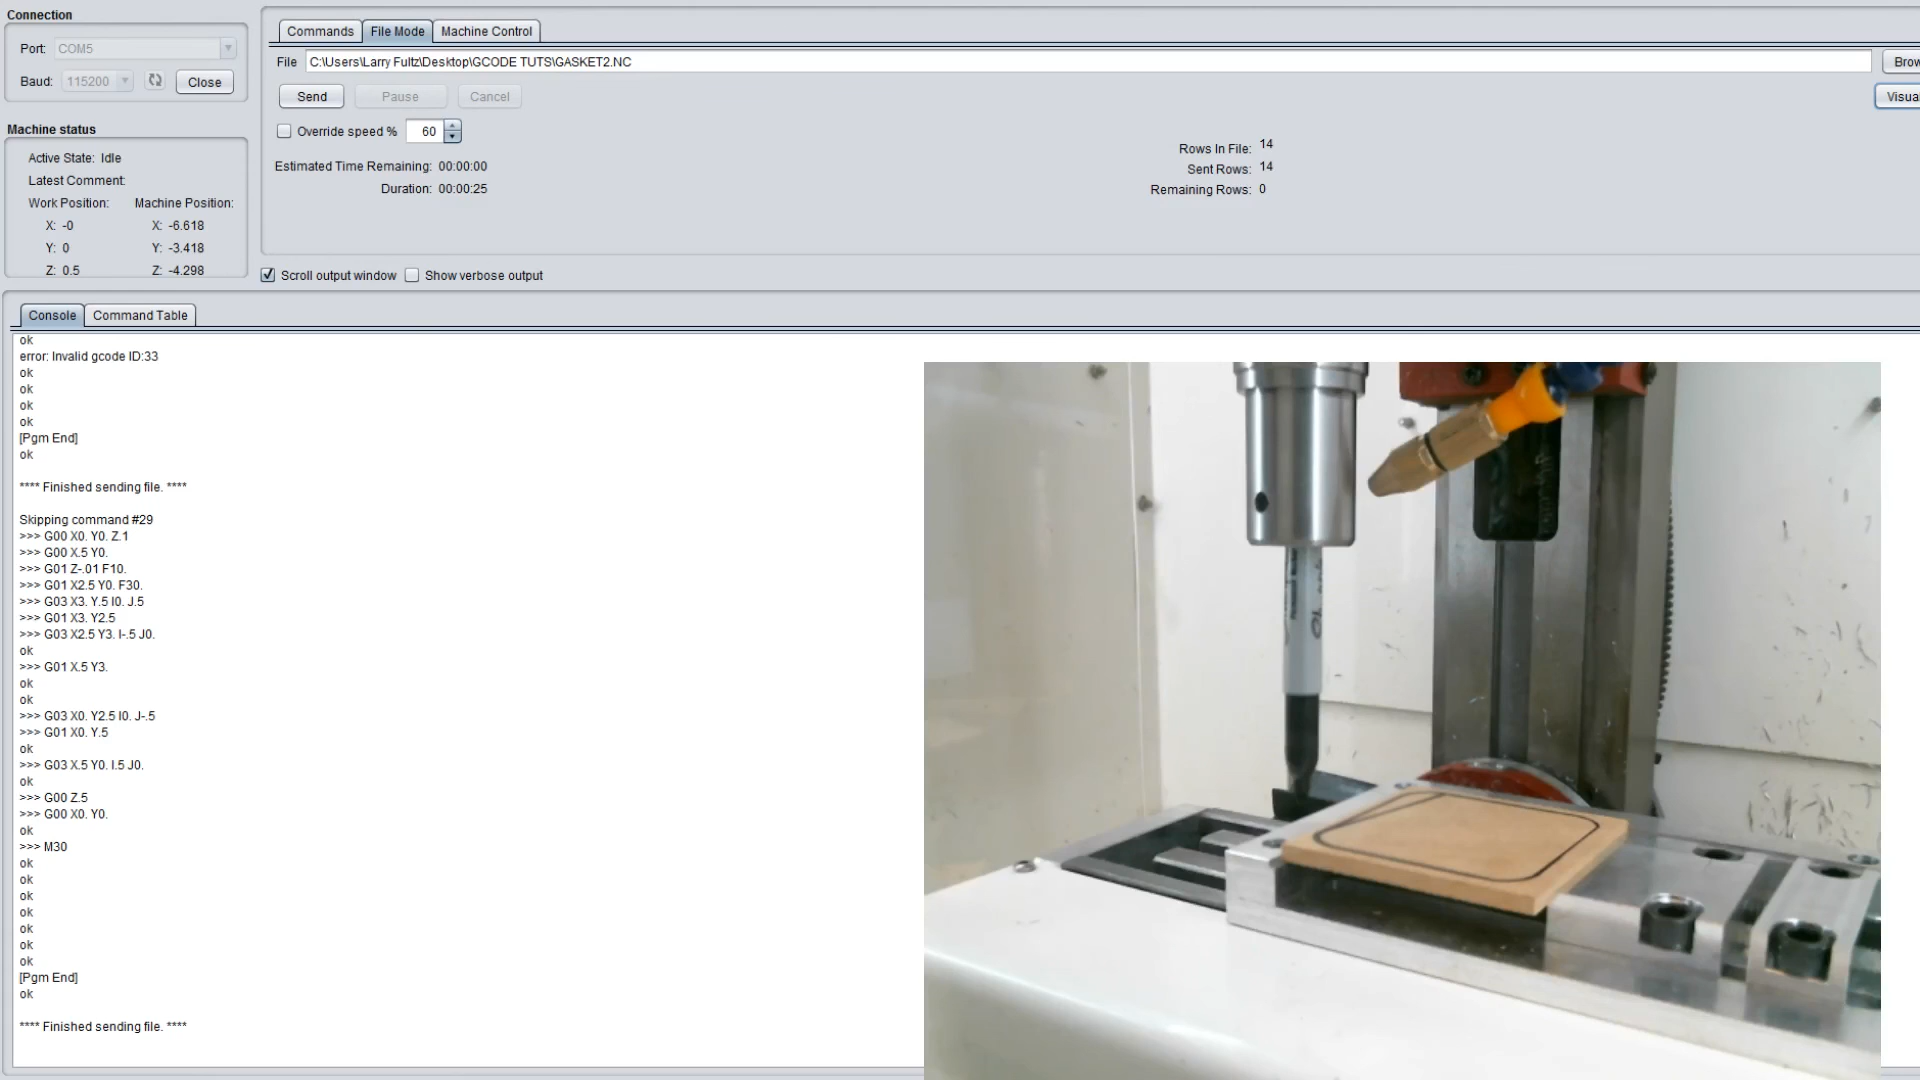 Connection
Port: COM5
Baud: 115200 Close
Machine status
Active State: Idle
Latest Comment:
Work Position: Machine Position:
X: -0 X: -6.618
Y: 0 Y: -3.418
Z: 0.5 Z: -4.298
Commands File Mode Machine Control
File C:\Users\Larry Fultz\Desktop\GCODE TUTS\GASKET2.NC Brow
Send Pause Cancel Visual
Override speed % 60
Estimated Time Remaining: 00:00:00
Duration: 00:00:25
Rows In File: 14
Sent Rows: 14
Remaining Rows: 0
Scroll output window Show verbose output
Console Command Table
ok
error: Invalid gcode ID:33
ok
ok
ok
ok
[Pgm End]
ok
**** Finished sending file. ****
Skipping command #29
>>> G00 X0. Y0. Z.1
>>> G00 X.5 Y0.
>>> G01 Z-.01 F10.
>>> G01 X2.5 Y0. F30.
>>> G03 X3. Y.5 I0. J.5
>>> G01 X3. Y2.5
>>> G03 X2.5 Y3. I-.5 J0.
ok
>>> G01 X.5 Y3.
ok
ok
>>> G03 X0. Y2.5 I0. J-.5
>>> G01 X0. Y.5
ok
>>> G03 X.5 Y0. I.5 J0.
ok
>>> G00 Z.5
>>> G00 X0. Y0.
ok
>>> M30
ok
ok
ok
ok
ok
ok
ok
[Pgm End]
ok
**** Finished sending file. ****